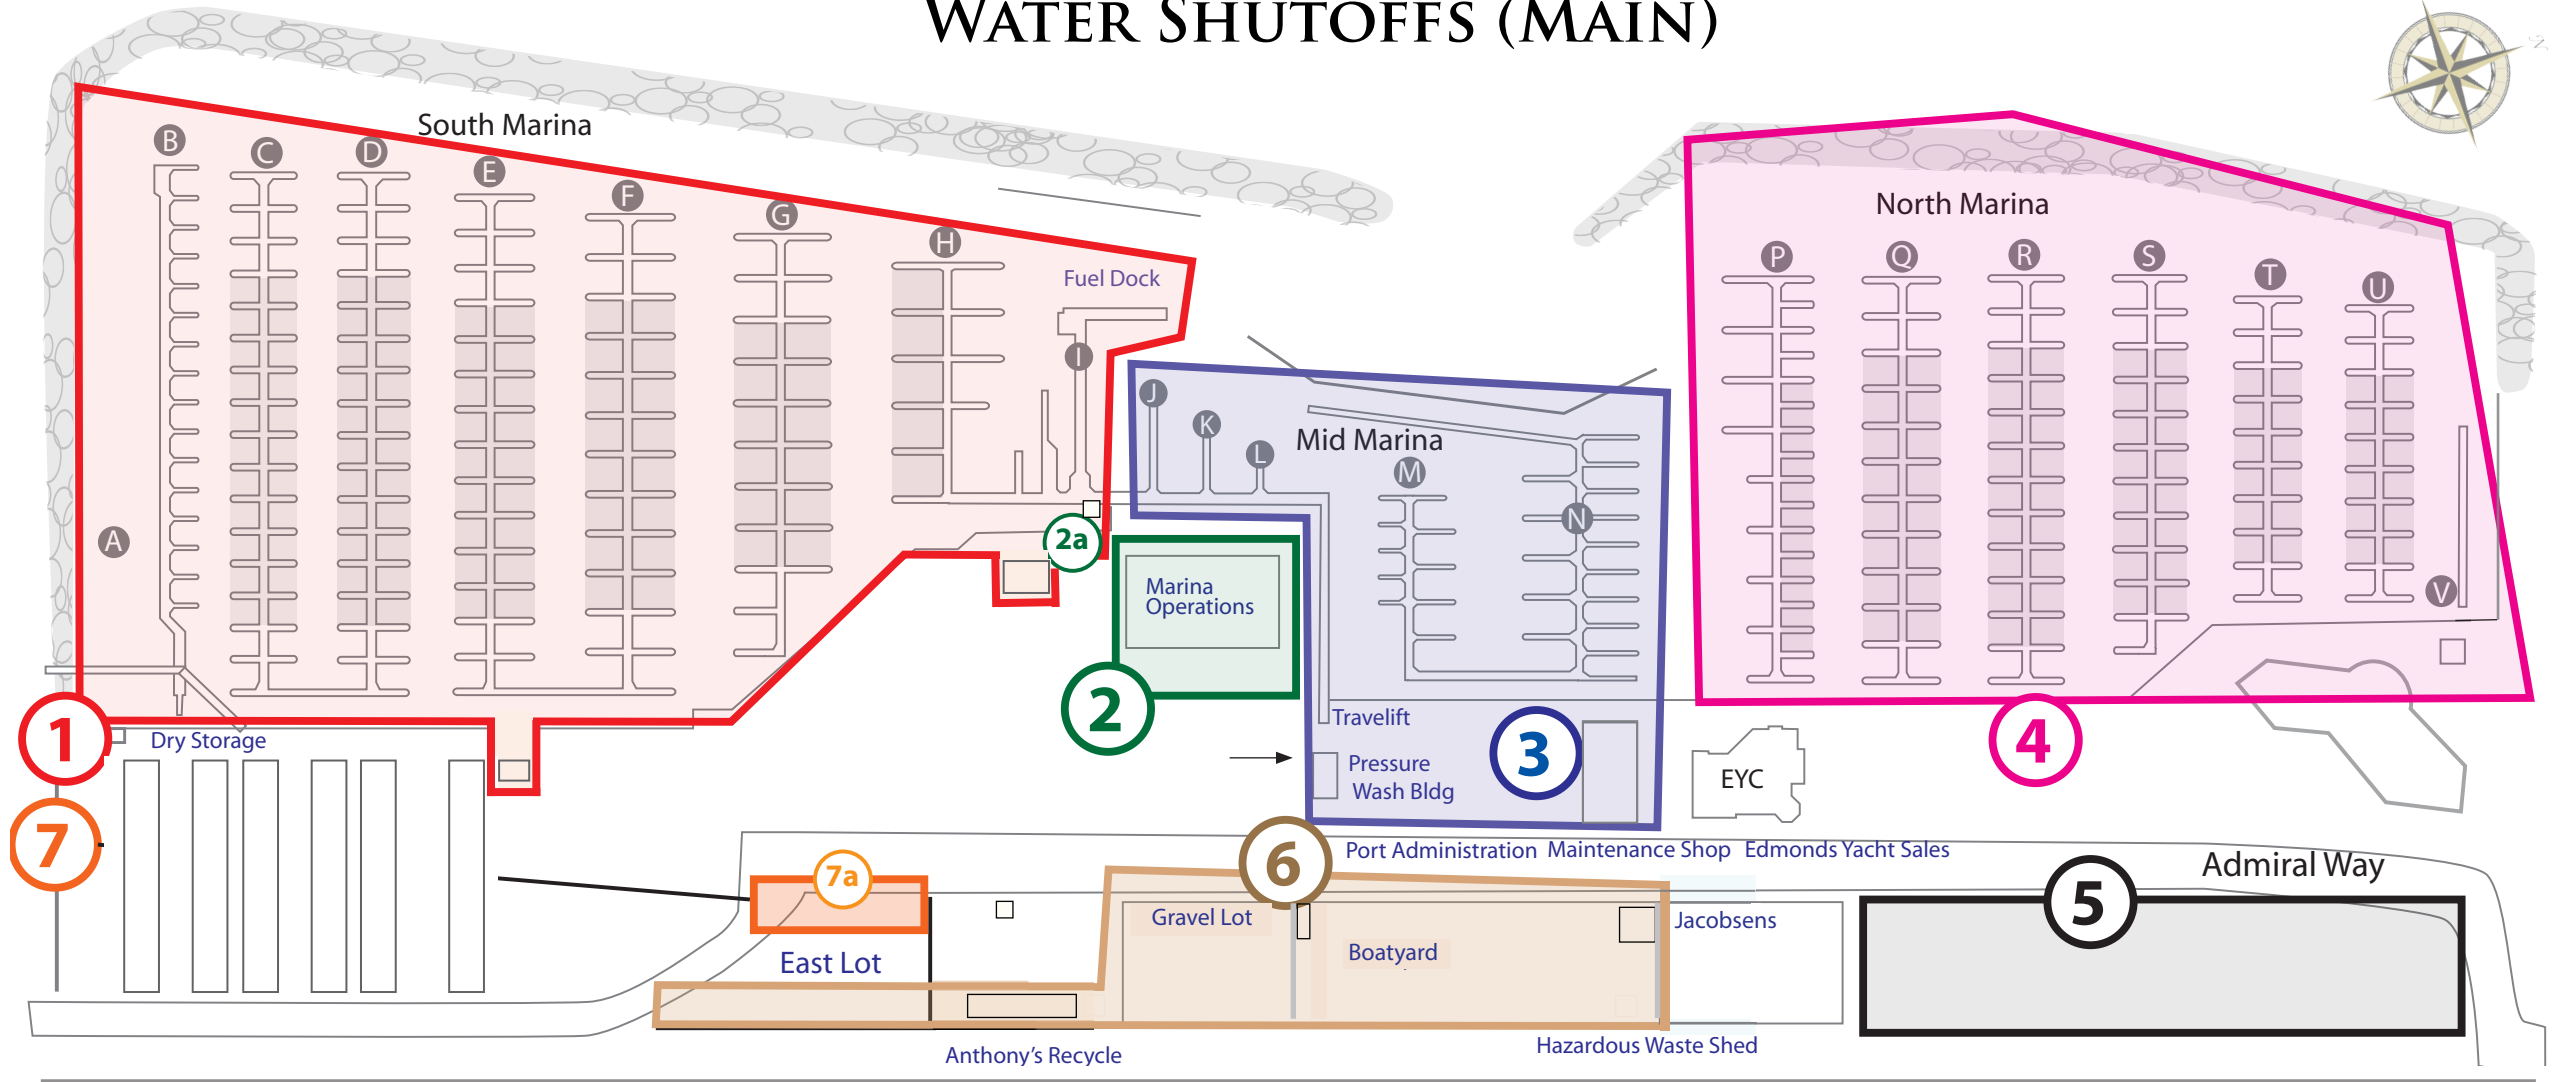 WATER SHUTOFFS (MAIN)
N
South Marina
B
C
D
E
F
G
H
Fuel Dock
I
A
2a
Marina
Operations
2
J
K
L
Mid Marina
M
N
North Marina
P
Q
R
S
T
U
V
1
Dry Storage
7
Travelift
Pressure
Wash Bldg
3
EYC
4
6
Port Administration
Maintenance Shop
Edmonds Yacht Sales
Admiral Way
7a
East Lot
Gravel Lot
Boatyard
Jacobsens
5
Anthony's Recycle
Hazardous Waste Shed